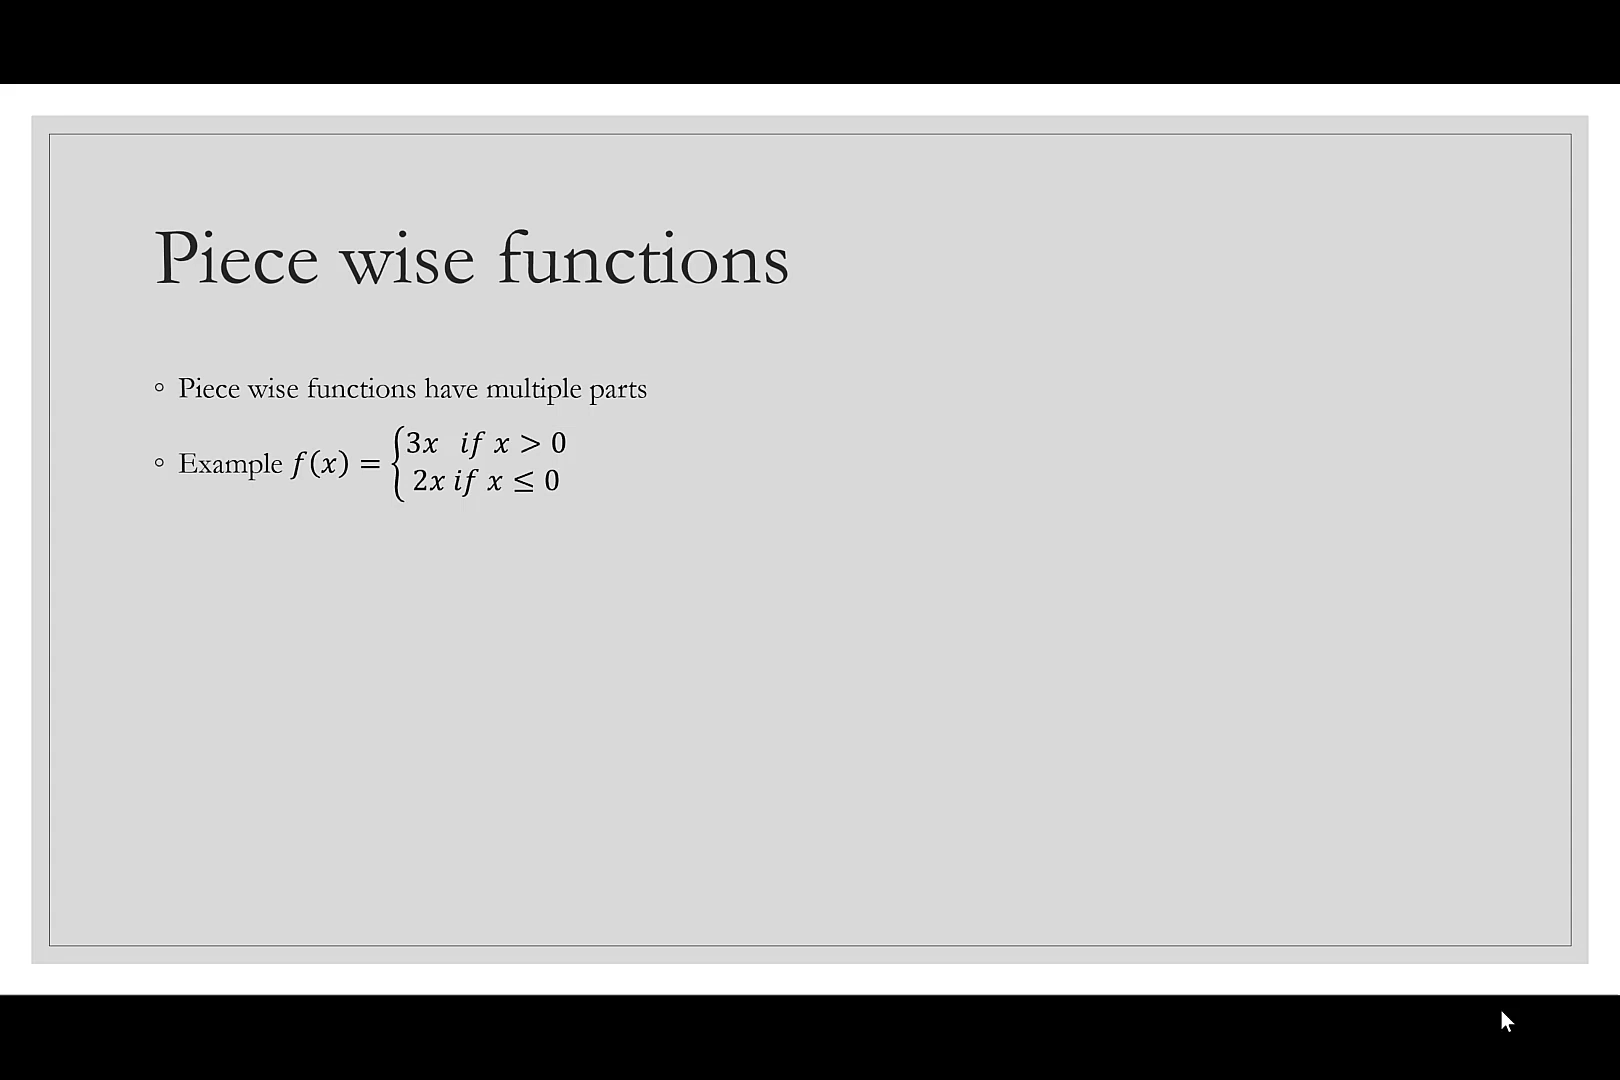 Piece wise functions
◦ Piece wise functions have multiple parts
◦ Example f(x) = {3x if x > 0
2x if x ≤ 0